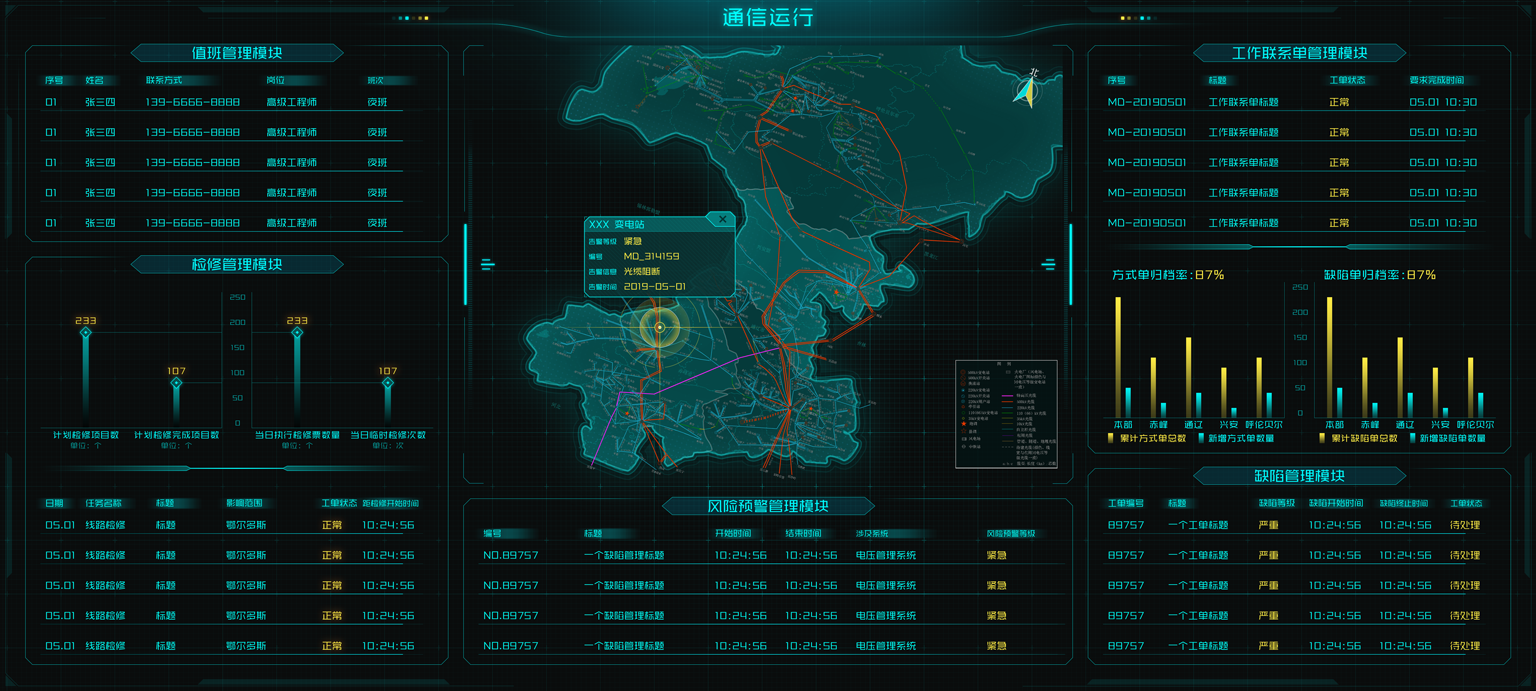 通信运行
值班管理模块
序号 姓名 联系方式 岗位 班次
01 张三四 139-6666-8888 高级工程师 夜班
01 张三四 139-6666-8888 高级工程师 夜班
01 张三四 139-6666-8888 高级工程师 夜班
01 张三四 139-6666-8888 高级工程师 夜班
01 张三四 139-6666-8888 高级工程师 夜班
检修管理模块
250
200
150
100
50
0
233
107
233
107
计划检修项目数 计划检修完成项目数 当日执行检修票数量 当日临时检修次数
单位：个 单位：个 单位：个 单位：次
日期 任务名称 标题 影响范围 工单状态 距检修开始时间
05.01 线路检修 标题 鄂尔多斯 正常 10:24:56
05.01 线路检修 标题 鄂尔多斯 正常 10:24:56
05.01 线路检修 标题 鄂尔多斯 正常 10:24:56
05.01 线路检修 标题 鄂尔多斯 正常 10:24:56
05.01 线路检修 标题 鄂尔多斯 正常 10:24:56
北
XXX 变电站
告警等级 紧急
编号 MD_314159
告警信息 光缆阻断
告警时间 2019-05-01
风险预警管理模块
编号 标题 开始时间 结束时间 涉及系统 风险预警等级
NO.89757 一个缺陷管理标题 10:24:56 10:24:56 电压管理系统 紧急
NO.89757 一个缺陷管理标题 10:24:56 10:24:56 电压管理系统 紧急
NO.89757 一个缺陷管理标题 10:24:56 10:24:56 电压管理系统 紧急
NO.89757 一个缺陷管理标题 10:24:56 10:24:56 电压管理系统 紧急
工作联系单管理模块
序号 标题 工单状态 要求完成时间
MD-20190501 工作联系单标题 正常 05.01 10:30
MD-20190501 工作联系单标题 正常 05.01 10:30
MD-20190501 工作联系单标题 正常 05.01 10:30
MD-20190501 工作联系单标题 正常 05.01 10:30
MD-20190501 工作联系单标题 正常 05.01 10:30
方式单归档率:87% 缺陷单归档率:87%
250
200
150
100
50
0
本部 赤峰 通辽 兴安 呼伦贝尔 本部 赤峰 通辽 兴安 呼伦贝尔
累计方式单总数 新增方式单数量 累计缺陷单总数 新增缺陷单数量
缺陷管理模块
工单编号 标题 缺陷等级 缺陷开始时间 缺陷终止时间 工单状态
89757 一个工单标题 严重 10:24:56 10:24:56 待处理
89757 一个工单标题 严重 10:24:56 10:24:56 待处理
89757 一个工单标题 严重 10:24:56 10:24:56 待处理
89757 一个工单标题 严重 10:24:56 10:24:56 待处理
89757 一个工单标题 严重 10:24:56 10:24:56 待处理